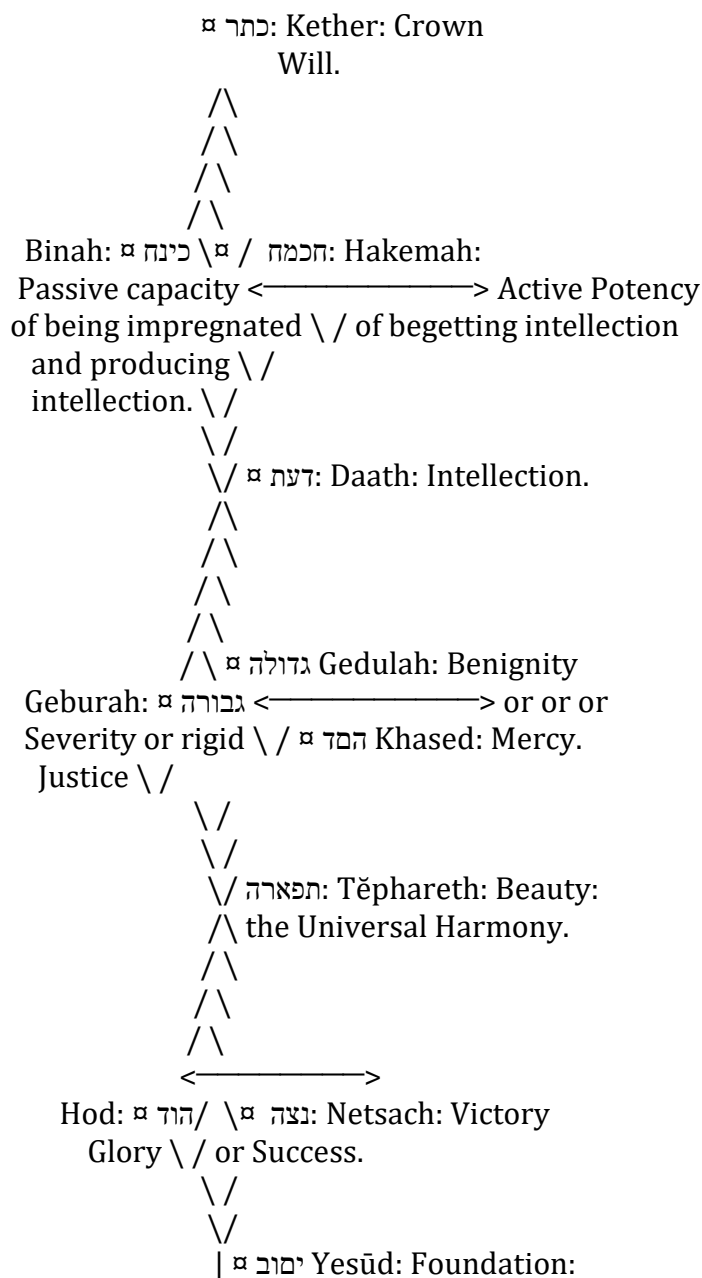 ¤ כתר: Kether: Crown
Will.
/\
/ \
/ \
/ \
Binah: ¤ כינח \¤ / חכמח: Hakemah:
Passive capacity <————————————> Active Potency
of being impregnated \ / of begetting intellection
and producing \ /
intellection. \ /
\ /
\/ ¤ דעת: Daath: Intellection.
/\
/ \
/ \
/ \
/ \ ¤ גדולה Gedulah: Benignity
Geburah: ¤ גבורה <————————————> or or or
Severity or rigid \ / ¤ הםד Khased: Mercy.
Justice \ /
\ /
\ /
\/ תפארה: Tĕphareth: Beauty:
/\ the Universal Harmony.
/ \
/ \
/ \
<——————————>
Hod: ¤ הוד/ \¤ נצה: Netsach: Victory
Glory \ / or Success.
\ /
\/
| ¤ יםוב Yesūd: Foundation: